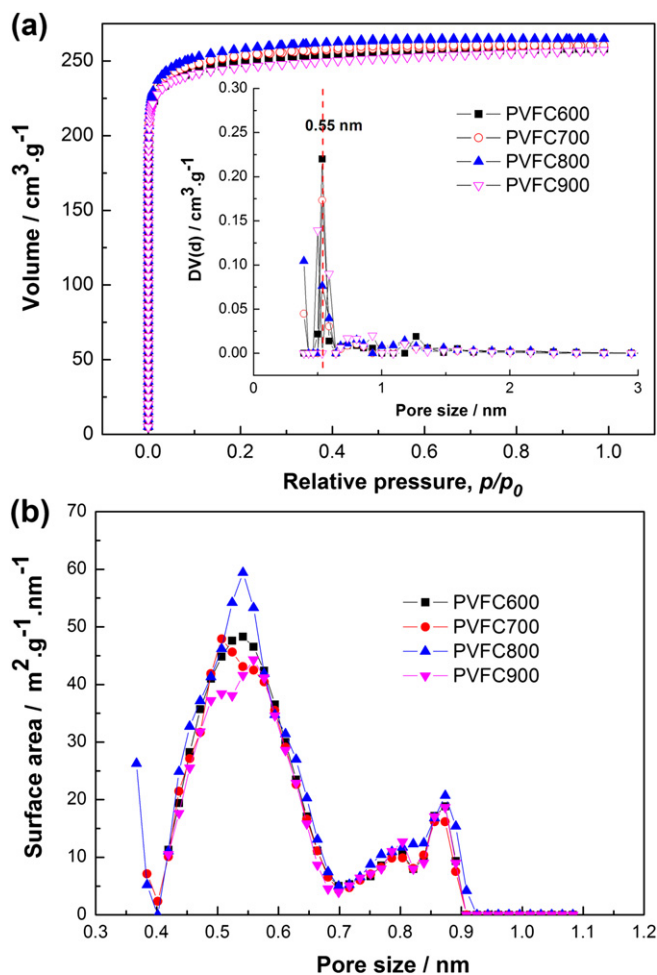 (a)
250
200
150
100
50
0
Volume / cm³.g⁻¹
0.0 0.2 0.4 0.6 0.8 1.0
Relative pressure, p/p₀
0.30
0.25
0.20
0.15
0.10
0.05
0.00
DV(d) / cm³.g⁻¹
0.55 nm
PVFC600
PVFC700
PVFC800
PVFC900
0 1 2 3
Pore size / nm
(b)
70
60
50
40
30
20
10
0
Surface area / m².g⁻¹.nm⁻¹
PVFC600
PVFC700
PVFC800
PVFC900
0.3 0.4 0.5 0.6 0.7 0.8 0.9 1.0 1.1 1.2
Pore size / nm